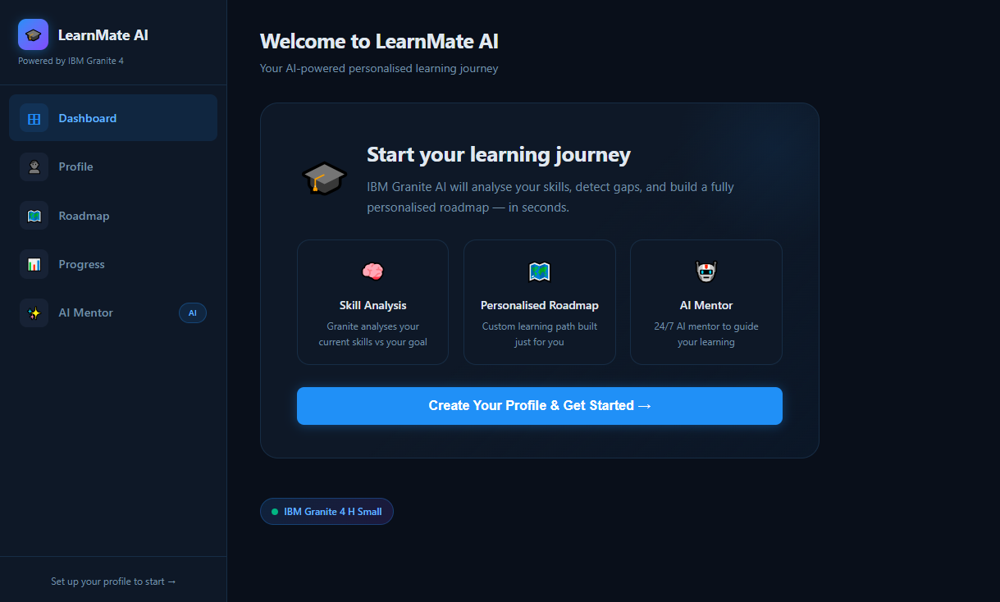 LearnMate AI
Powered by IBM Granite 4
Dashboard
Profile
Roadmap
Progress
AI Mentor
AI
Set up your profile to start →
Welcome to LearnMate AI
Your AI-powered personalised learning journey
Start your learning journey
IBM Granite AI will analyse your skills, detect gaps, and build a fully
personalised roadmap — in seconds.
Skill Analysis
Granite analyses your
current skills vs your goal
Personalised Roadmap
Custom learning path built
just for you
AI Mentor
24/7 AI mentor to guide
your learning
Create Your Profile & Get Started →
IBM Granite 4 H Small